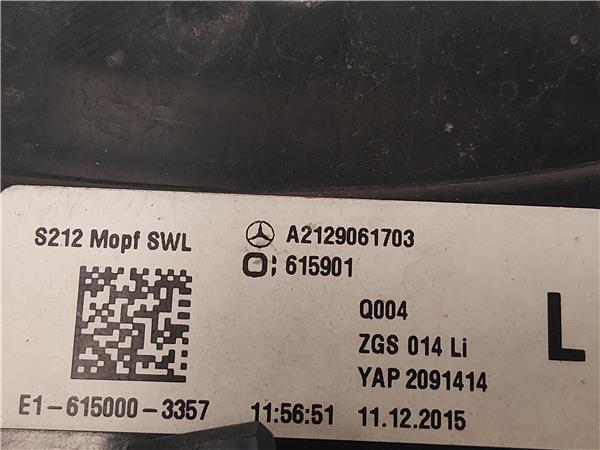 S212 Mopf SWL
A2129061703
615901
Q004
L
ZGS 014 Li
YAP 2091414
E1-615000-3357 11:56:51 11.12.2015